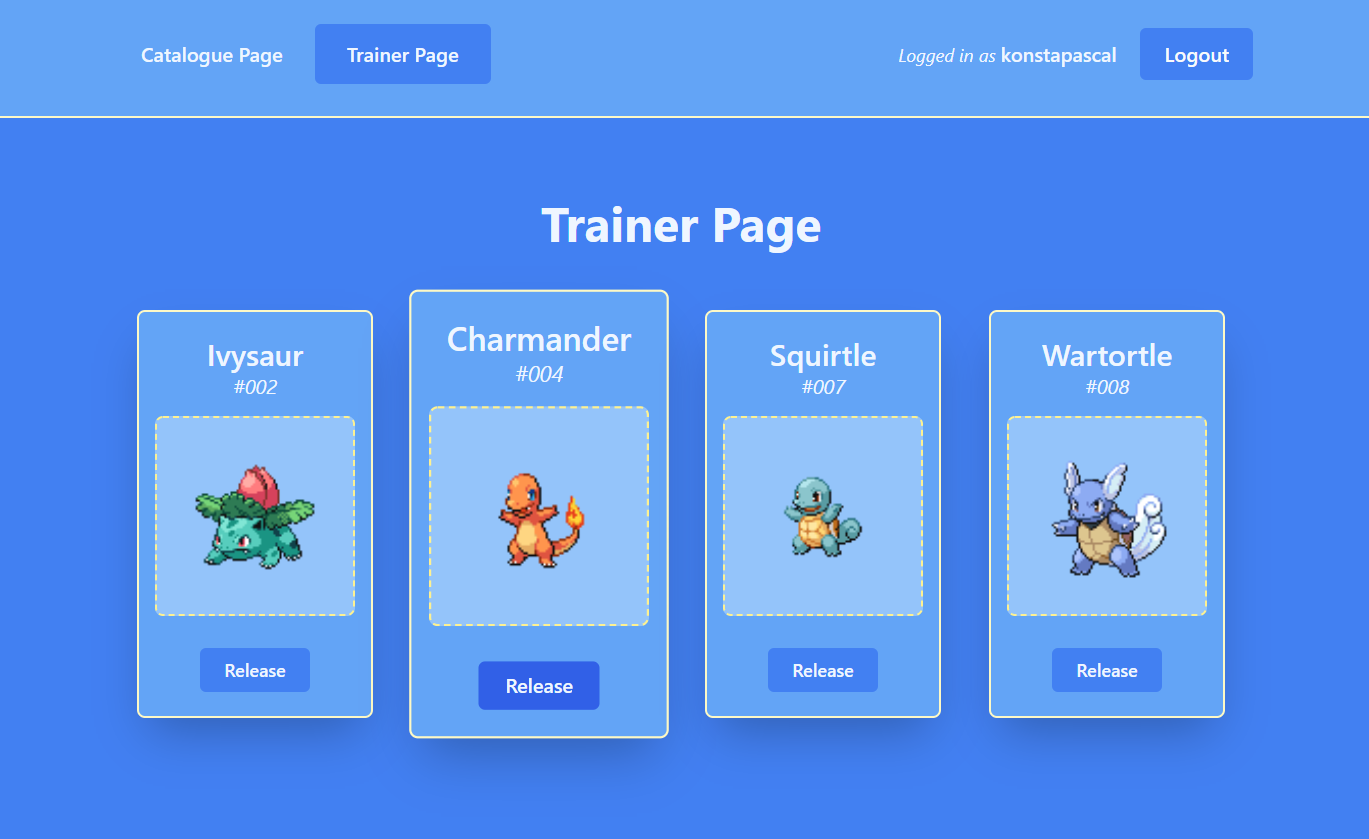 Catalogue Page
Trainer Page
Logged in as konstapascal
Logout
Trainer Page
Ivysaur
#002
Release
Charmander
#004
Release
Squirtle
#007
Release
Wartortle
#008
Release